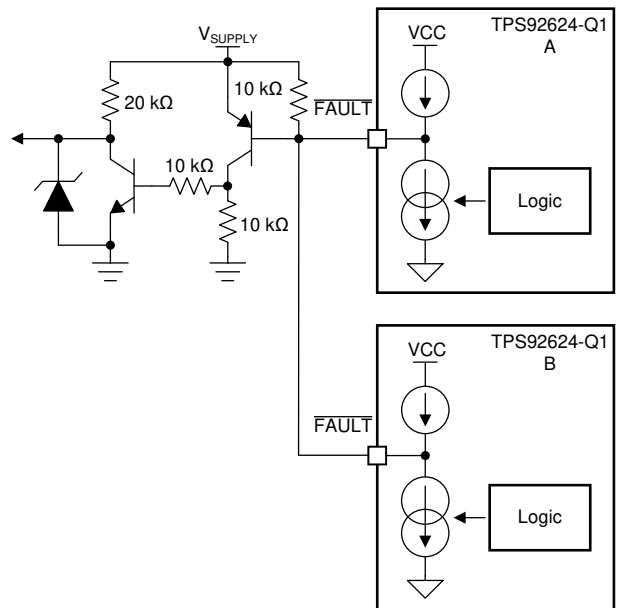 V_SUPPLY
20 kΩ
10 kΩ
10 kΩ
10 kΩ
FAULT
TPS92624-Q1
A
VCC
Logic
FAULT
TPS92624-Q1
B
VCC
Logic